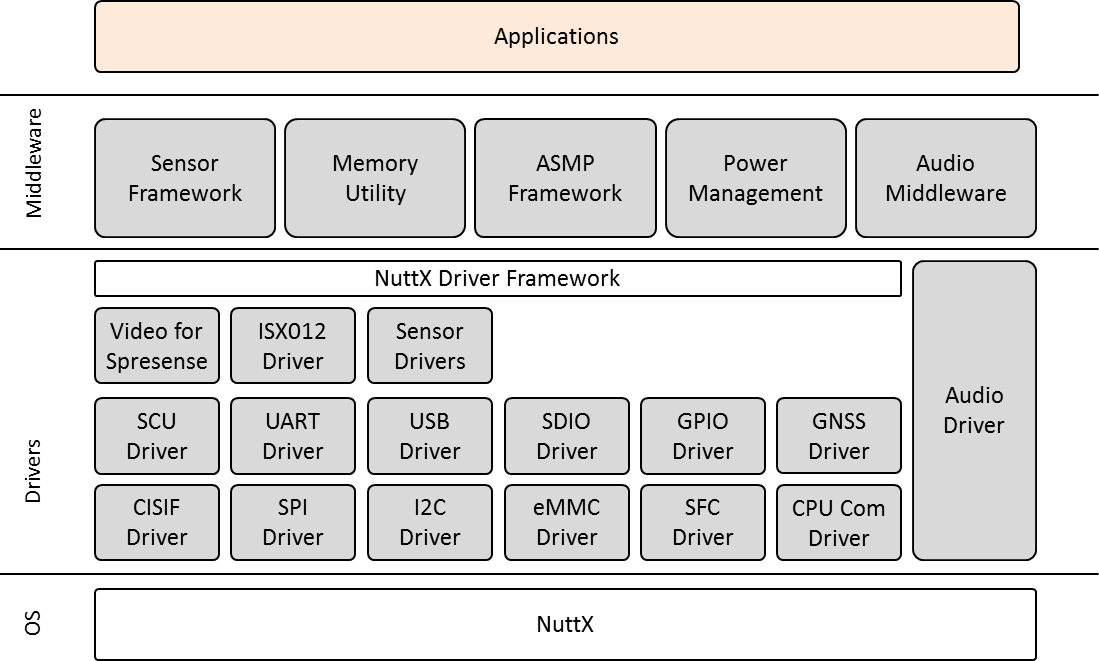 Applications
Middleware
Sensor
Framework
Memory
Utility
ASMP
Framework
Power
Management
Audio
Middleware
Drivers
NuttX Driver Framework
Video for
Spresense
ISX012
Driver
Sensor
Drivers
SCU
Driver
UART
Driver
USB
Driver
SDIO
Driver
GPIO
Driver
GNSS
Driver
CISIF
Driver
SPI
Driver
I2C
Driver
eMMC
Driver
SFC
Driver
CPU Com
Driver
Audio
Driver
OS
NuttX